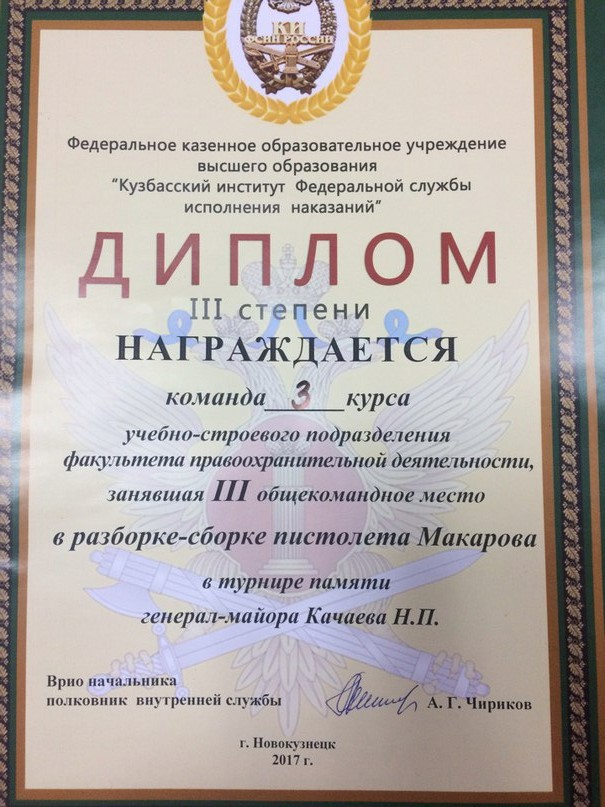 КИ
ФСИН РОССИИ
Федеральное казенное образовательное учреждение
высшего образования
"Кузбасский институт Федеральной службы
исполнения наказаний"
ДИПЛОМ
III степени
НАГРАЖДАЕТСЯ
команда 3 курса
учебно-строевого подразделения
факультета правоохранительной деятельности,
занявшая III общекомандное место
в разборке-сборке пистолета Макарова
в турнире памяти
генерал-майора Качаева Н.П.
Врио начальника
полковник внутренней службы А. Г. Чириков
г. Новокузнецк
2017 г.